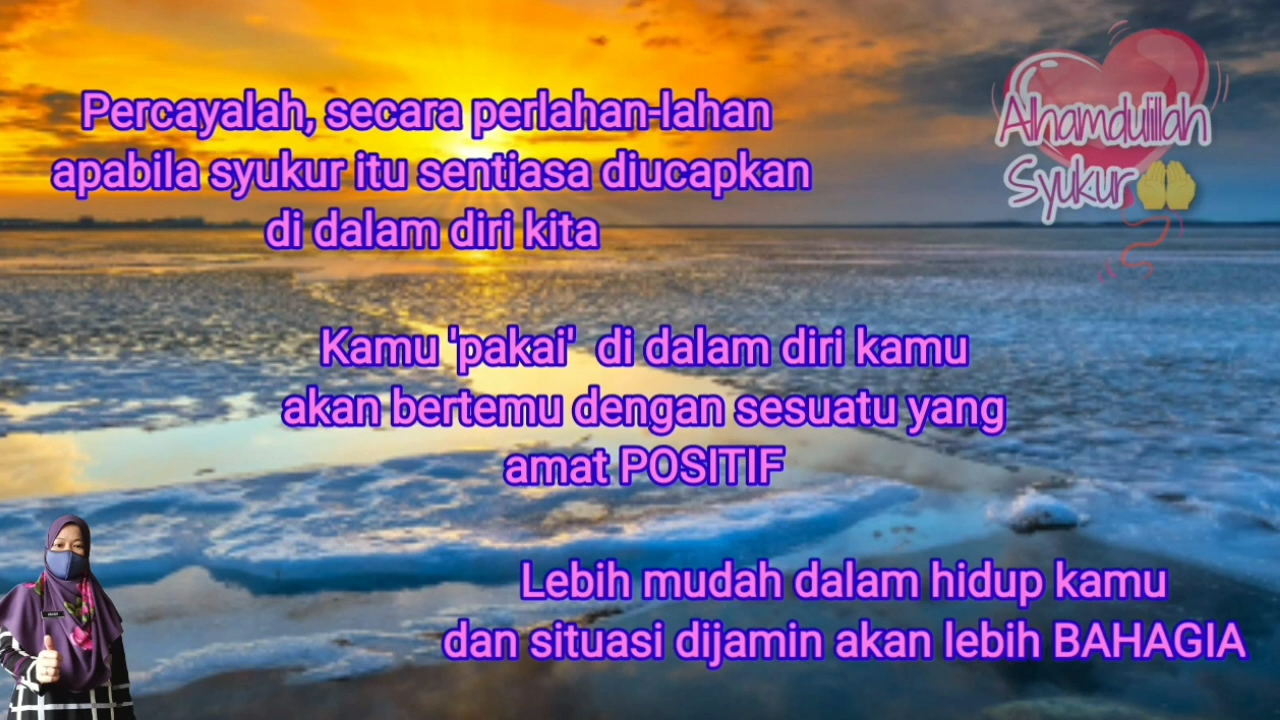 Percayalah, secara perlahan-lahan
apabila syukur itu sentiasa diucapkan
di dalam diri kita
Alhamdulillah
Syukur
Kamu 'pakai' di dalam diri kamu
akan bertemu dengan sesuatu yang
amat POSITIF
Lebih mudah dalam hidup kamu
dan situasi dijamin akan lebih BAHAGIA